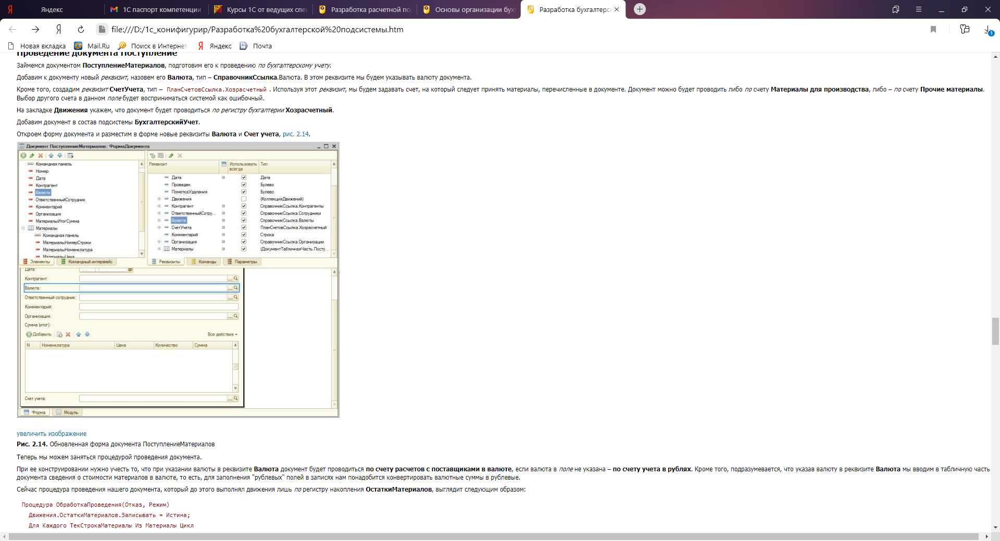 Яндекс
1С паспорт компетенции
Курсы 1С от ведущих спе
Разработка расчетной по
Основы организации бух
Разработка бухгалтерс
file:///D:/1с_конифигурир/Разработка%20бухгалтерской%20подсистемы.htm
1
Новая вкладка
Mail.Ru
Поиск в Интернет
Яндекс
Почта
Проведение документа Поступление
Займемся документом ПоступлениеМатериалов, подготовим его к проведению по бухгалтерскому учету.
Добавим к документу новый реквизит, назовем его Валюта, тип – СправочникСсылка.Валюта. В этом реквизите мы будем указывать валюту документа.
Кроме того, создадим реквизит СчетУчета, тип – ПланСчетовСсылка.Хозрасчетный . Используя этот реквизит, мы будем задавать счет, на который следует принять материалы, перечисленные в документе. Документ можно будет проводить либо по счету Материалы для производства, либо – по счету Прочие материалы.
Выбор другого счета в данном поле будет восприниматься системой как ошибочный.
На закладке Движения укажем, что документ будет проводиться по регистру бухгалтерии Хозрасчетный.
Добавим документ в состав подсистемы БухгалтерскийУчет.
Откроем форму документа и разместим в форме новые реквизиты Валюта и Счет учета, рис. 2.14.
Документ ПоступлениеМатериалов: ФормаДокумента
Командная панель
Номер
Дата
Контрагент
Валюта
ОтветственныйСотрудник
Комментарий
Организация
МатериалыИтогСумма
Материалы
Командная панель
МатериалыНомерСтроки
МатериалыНоменклатура
МатериалыЦена
Элементы
Командный интерфейс
Реквизит
Использовать всегда
Тип
Дата Дата
Проведен Булево
ПометкаУдаления Булево
Движения (КоллекцияДвижений)
Контрагент СправочникСсылка.Контрагенты
ОтветственныйСотру... СправочникСсылка.Сотрудники
Валюта СправочникСсылка.Валюты
СчетУчета ПланСчетовСсылка.Хозрасчетный
Комментарий Строка
Организация СправочникСсылка.Организации
Материалы (ДокументТабличнаяЧасть.Посту...
Реквизиты
Команды
Параметры
Дата:
Контрагент:
Валюта:
Ответственный сотрудник:
Комментарий:
Организация:
Сумма (итог):
Добавить
Все действия
N Номенклатура Цена Количество Сумма
Счет учета:
Форма
Модуль
увеличить изображение
Рис. 2.14. Обновленная форма документа ПоступлениеМатериалов
Теперь мы можем заняться процедурой проведения документа.
При ее конструировании нужно учесть то, что при указании валюты в реквизите Валюта документ будет проводиться по счету расчетов с поставщиками в валюте, если валюта в поле не указана – по счету учета в рублях. Кроме того, подразумевается, что указав валюту в реквизите Валюта мы вводим в табличную часть
документа сведения о стоимости материалов в валюте, то есть, для заполнения "рублевых" полей в записях нам понадобится конвертировать валютные суммы в рублевые.
Сейчас процедура проведения нашего документа, который до этого выполнял движения лишь по регистру накопления ОстаткиМатериалов, выглядит следующим образом:
Процедура ОбработкаПроведения(Отказ, Режим)
Движения.ОстаткиМатериалов.Записывать = Истина;
Для Каждого ТекСтрокаМатериалы Из Материалы Цикл